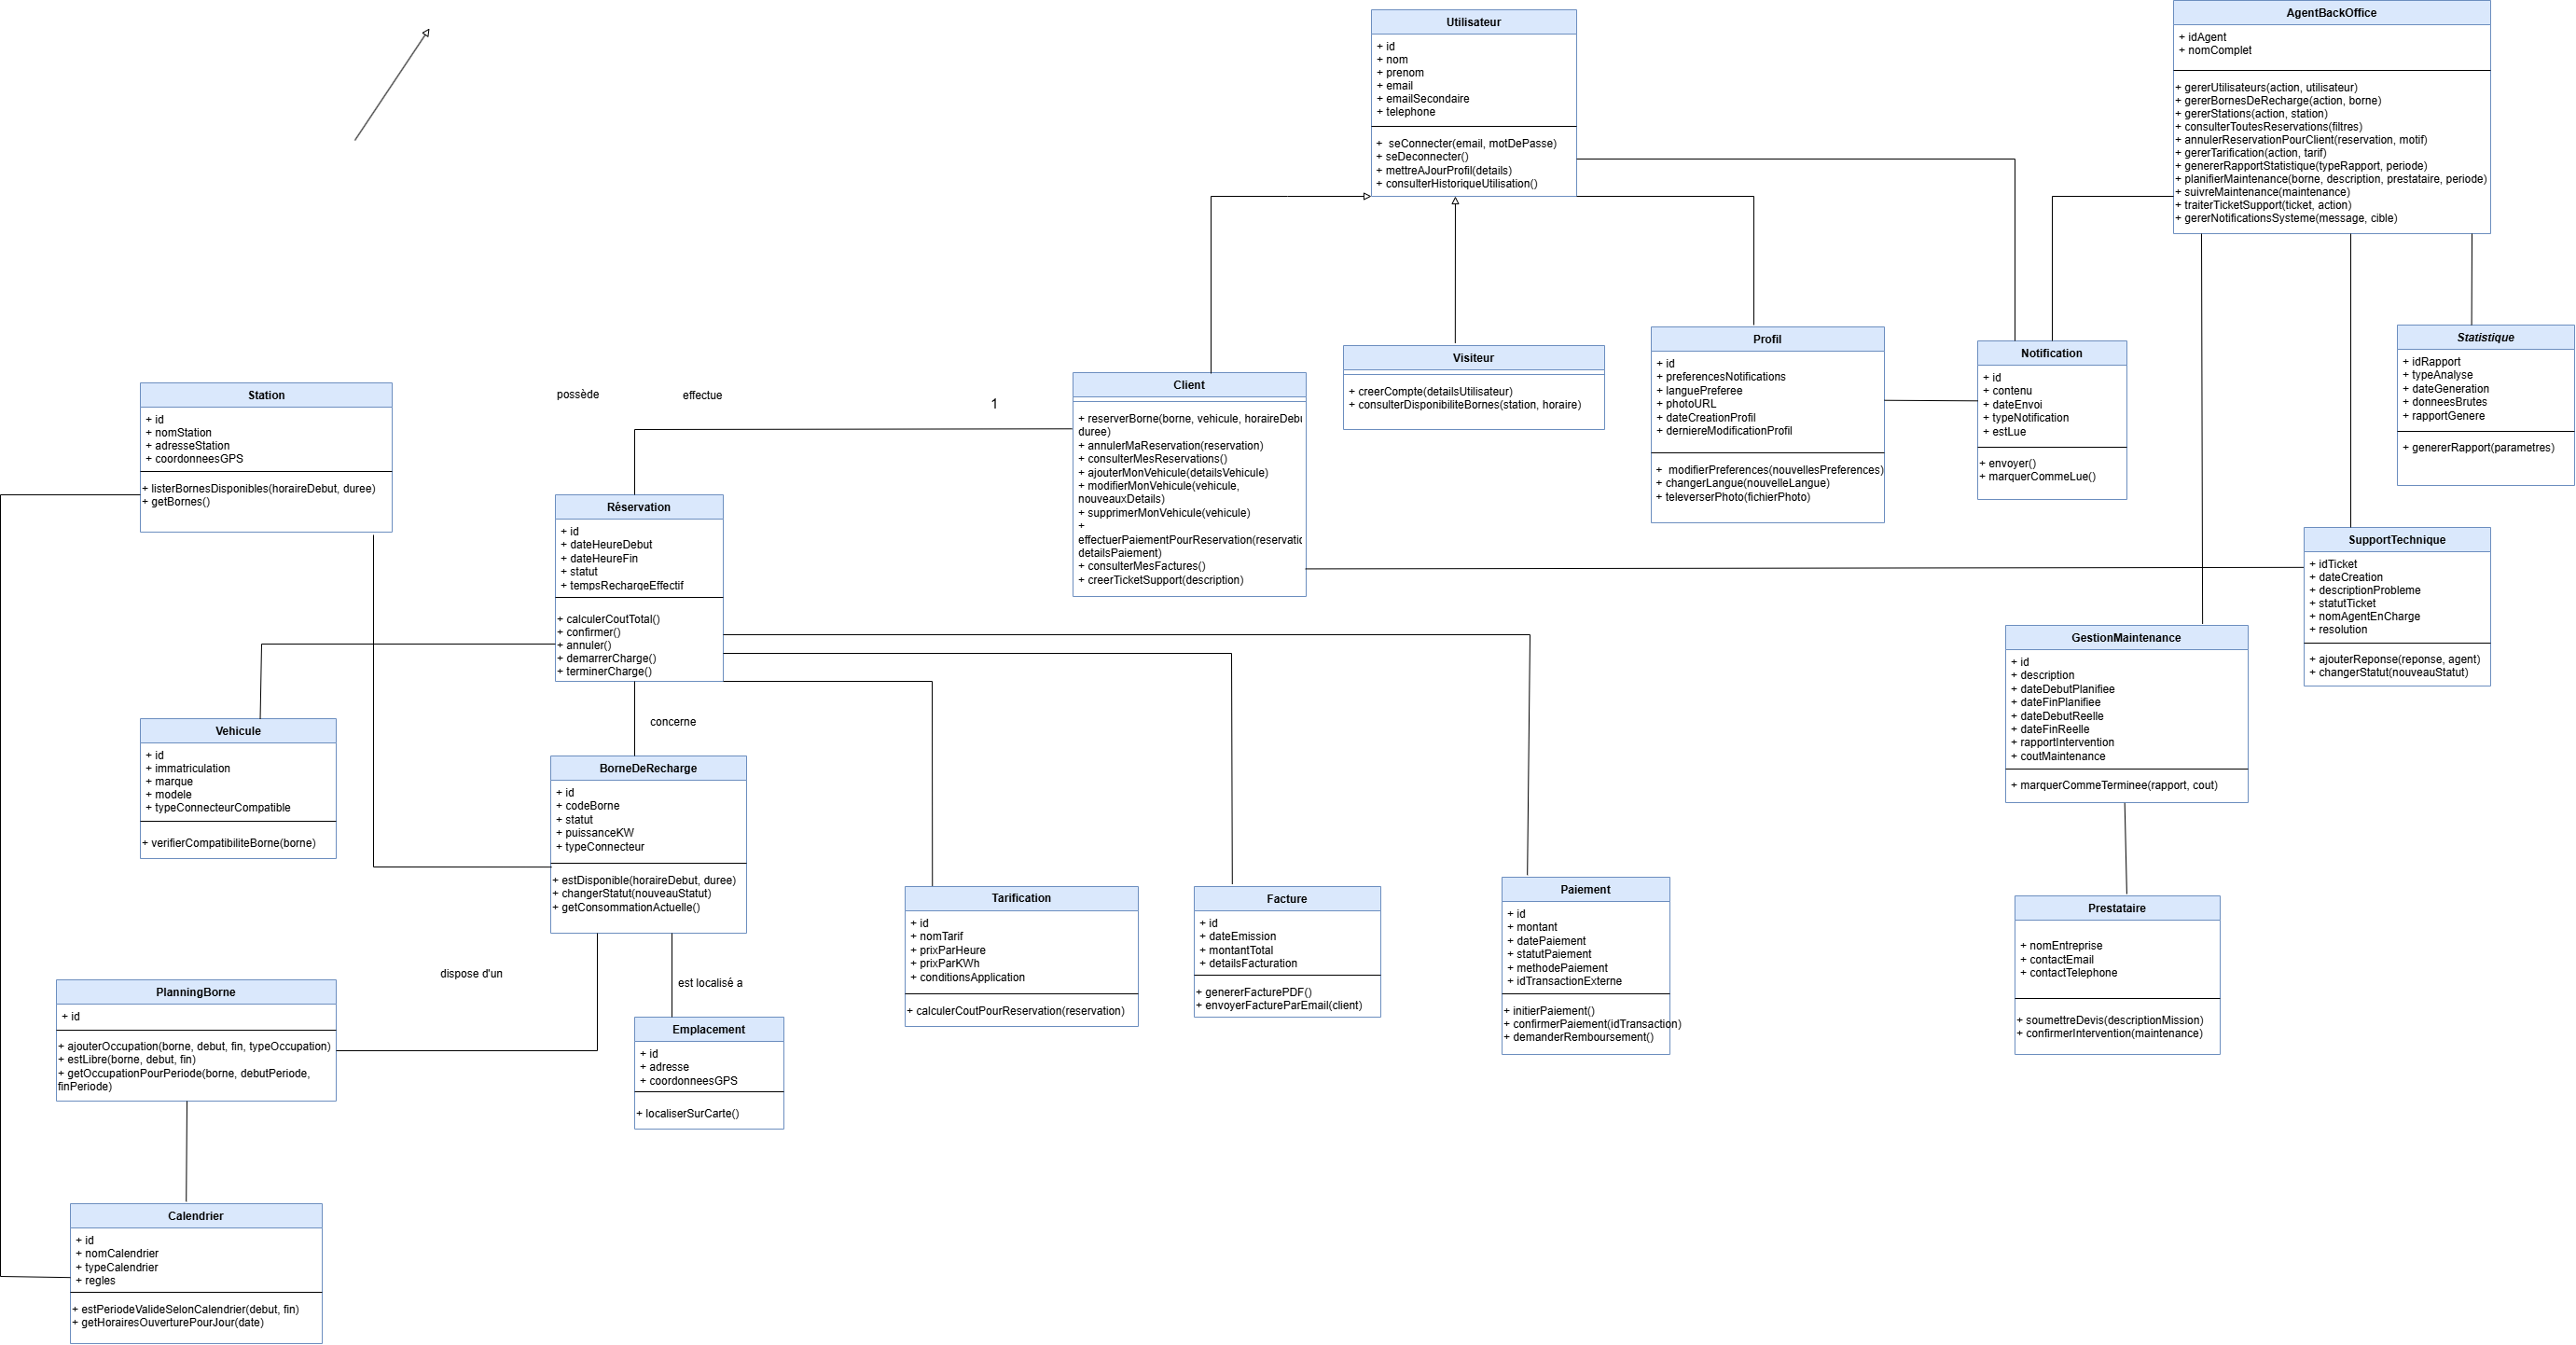 Utilisateur
+ id
+ nom
+ prenom
+ email
+ emailSecondaire
+ telephone
+ seConnecter(email, motDePasse)
+ seDeconnecter()
+ mettreAJourProfil(details)
+ consulterHistoriqueUtilisation()
AgentBackOffice
+ idAgent
+ nomComplet
+ gererUtilisateurs(action, utilisateur)
+ gererBornesDeRecharge(action, borne)
+ gererStations(action, station)
+ consulterToutesReservations(filtres)
+ annulerReservationPourClient(reservation, motif)
+ gererTarification(action, tarif)
+ genererRapportStatistique(typeRapport, periode)
+ planifierMaintenance(borne, description, prestataire, periode)
+ suivreMaintenance(maintenance)
+ traiterTicketSupport(ticket, action)
+ gererNotificationsSysteme(message, cible)
Station
+ id
+ nomStation
+ adresseStation
+ coordonneesGPS
+ listerBornesDisponibles(horaireDebut, duree)
+ getBornes()
possède
effectue
1
Client
+ reserverBorne(borne, vehicule, horaireDebu
duree)
+ annulerMaReservation(reservation)
+ consulterMesReservations()
+ ajouterMonVehicule(detailsVehicule)
+ modifierMonVehicule(vehicule,
nouveauxDetails)
+ supprimerMonVehicule(vehicule)
+
effectuerPaiementPourReservation(reservatic
detailsPaiement)
+ consulterMesFactures()
+ creerTicketSupport(description)
Visiteur
+ creerCompte(detailsUtilisateur)
+ consulterDisponibiliteBornes(station, horaire)
Profil
+ id
+ preferencesNotifications
+ languePreferee
+ photoURL
+ dateCreationProfil
+ derniereModificationProfil
+ modifierPreferences(nouvellesPreferences)
+ changerLangue(nouvelleLangue)
+ televerserPhoto(fichierPhoto)
Notification
+ id
+ contenu
+ dateEnvoi
+ typeNotification
+ estLue
+ envoyer()
+ marquerCommeLue()
Statistique
+ idRapport
+ typeAnalyse
+ dateGeneration
+ donneesBrutes
+ rapportGenere
+ genererRapport(parametres)
Réservation
+ id
+ dateHeureDebut
+ dateHeureFin
+ statut
+ tempsRechargeEffectif
+ calculerCoutTotal()
+ confirmer()
+ annuler()
+ demarrerCharge()
+ terminerCharge()
SupportTechnique
+ idTicket
+ dateCreation
+ descriptionProbleme
+ statutTicket
+ nomAgentEnCharge
+ resolution
+ ajouterReponse(reponse, agent)
+ changerStatut(nouveauStatut)
GestionMaintenance
+ id
+ description
+ dateDebutPlanifiee
+ dateFinPlanifiee
+ dateDebutReelle
+ dateFinReelle
+ rapportIntervention
+ coutMaintenance
+ marquerCommeTerminee(rapport, cout)
Vehicule
+ id
+ immatriculation
+ marque
+ modele
+ typeConnecteurCompatible
+ verifierCompatibiliteBorne(borne)
concerne
BorneDeRecharge
+ id
+ codeBorne
+ statut
+ puissanceKW
+ typeConnecteur
+ estDisponible(horaireDebut, duree)
+ changerStatut(nouveauStatut)
+ getConsommationActuelle()
Tarification
+ id
+ nomTarif
+ prixParHeure
+ prixParKWh
+ conditionsApplication
+ calculerCoutPourReservation(reservation)
Facture
+ id
+ dateEmission
+ montantTotal
+ detailsFacturation
+ genererFacturePDF()
+ envoyerFactureParEmail(client)
Paiement
+ id
+ montant
+ datePaiement
+ statutPaiement
+ methodePaiement
+ idTransactionExterne
+ initierPaiement()
+ confirmerPaiement(idTransaction)
+ demanderRemboursement()
Prestataire
+ nomEntreprise
+ contactEmail
+ contactTelephone
+ soumettreDevis(descriptionMission)
+ confirmerIntervention(maintenance)
dispose d'un
est localisé a
PlanningBorne
+ id
+ ajouterOccupation(borne, debut, fin, typeOccupation)
+ estLibre(borne, debut, fin)
+ getOccupationPourPeriode(borne, debutPeriode,
finPeriode)
Emplacement
+ id
+ adresse
+ coordonneesGPS
+ localiserSurCarte()
Calendrier
+ id
+ nomCalendrier
+ typeCalendrier
+ regles
+ estPeriodeValideSelonCalendrier(debut, fin)
+ getHorairesOuverturePourJour(date)